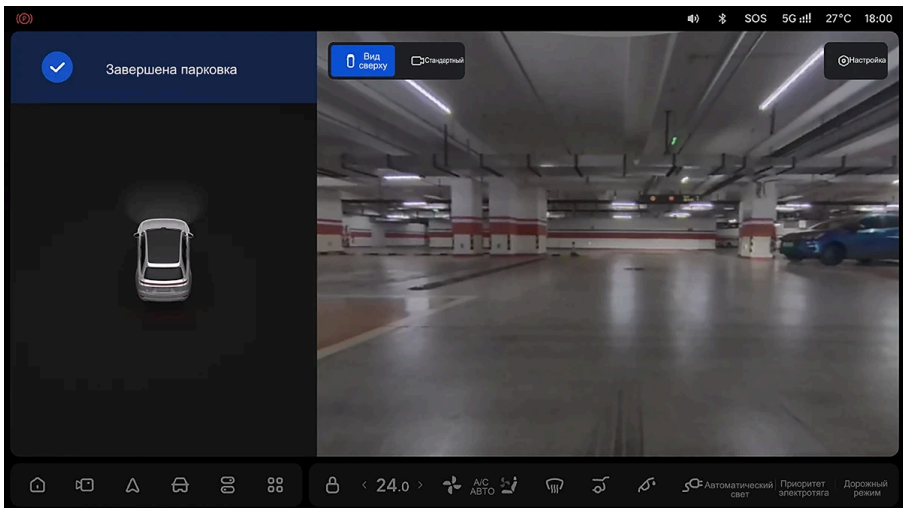 (P)
SOS 5G 27°C 18:00
Завершена парковка
Вид
сверху
Стандартный
Настройка
24.0
A/C
АВТО
Автоматический
свет
Приоритет
электротяга
Дорожный
режим